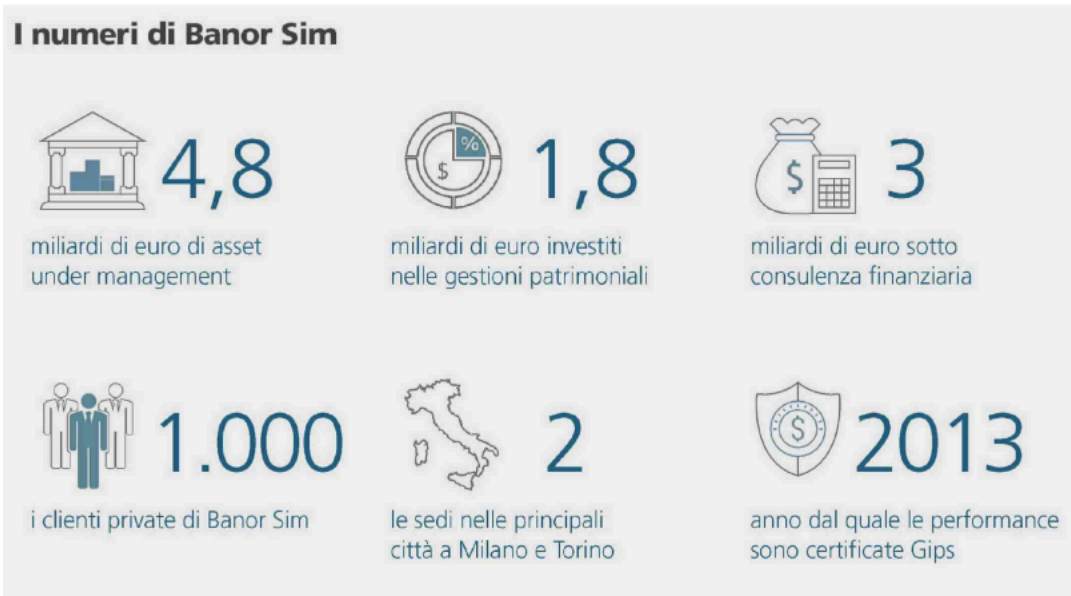 I numeri di Banor Sim
4,8
miliardi di euro di asset
under management
%
$
1,8
miliardi di euro investiti
nelle gestioni patrimoniali
$
3
miliardi di euro sotto
consulenza finanziaria
1.000
i clienti private di Banor Sim
2
le sedi nelle principali
città a Milano e Torino
$
2013
anno dal quale le performance
sono certificate Gips